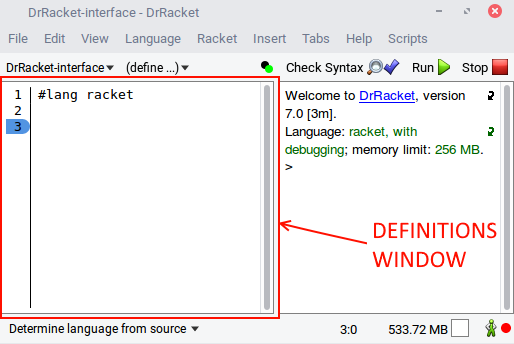 DrRacket-interface - DrRacket
File Edit View Language Racket Insert Tabs Help Scripts
DrRacket-interface (define ...) Check Syntax Run Stop
1 #lang racket
2
3
Welcome to DrRacket, version
7.0 [3m].
Language: racket, with
debugging; memory limit: 256 MB.
>
DEFINITIONS
WINDOW
Determine language from source 3:0 533.72 MB